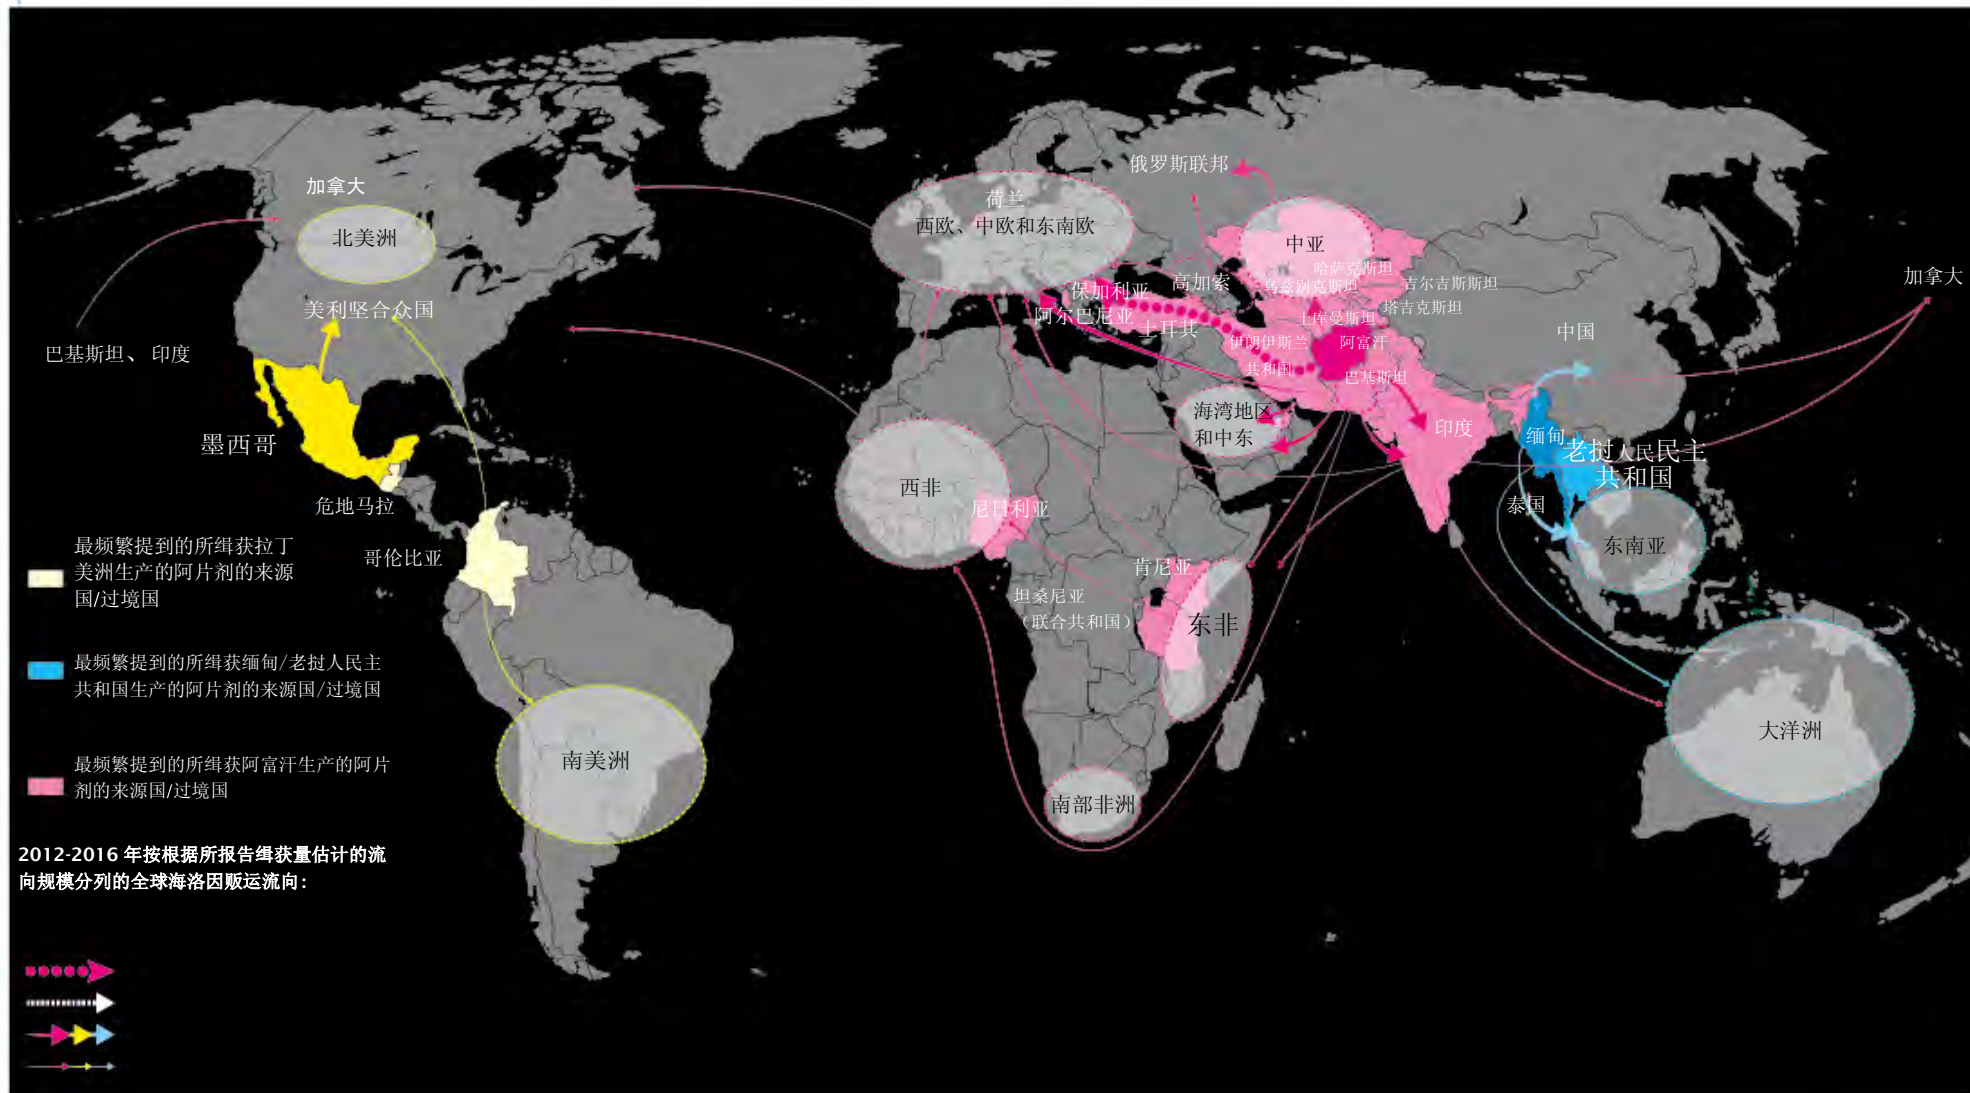 俄罗斯联邦
加拿大
荷兰
西欧、中欧和东南欧
北美洲
中亚
哈萨克斯坦
高加索
乌兹别克斯坦
吉尔吉斯斯坦
加拿大
保加利亚
塔吉克斯坦
美利坚合众国
阿尔巴尼亚
土库曼斯坦
土耳其
中国
伊朗伊斯兰
共和国
阿富汗
巴基斯坦、印度
巴基斯坦
海湾地区
和中东
印度
缅甸
墨西哥
老挝人民民主
共和国
西非
危地马拉
尼日利亚
泰国
哥伦比亚
东南亚
肯尼亚
坦桑尼亚
（联合共和国）
东非
大洋洲
南美洲
南部非洲
最频繁提到的所缉获拉丁
美洲生产的阿片剂的来源
国/过境国
最频繁提到的所缉获缅甸/老挝人民民主
共和国生产的阿片剂的来源国/过境国
最频繁提到的所缉获阿富汗生产的阿片
剂的来源国/过境国
2012-2016 年按根据所报告缉获量估计的流
向规模分列的全球海洛因贩运流向：